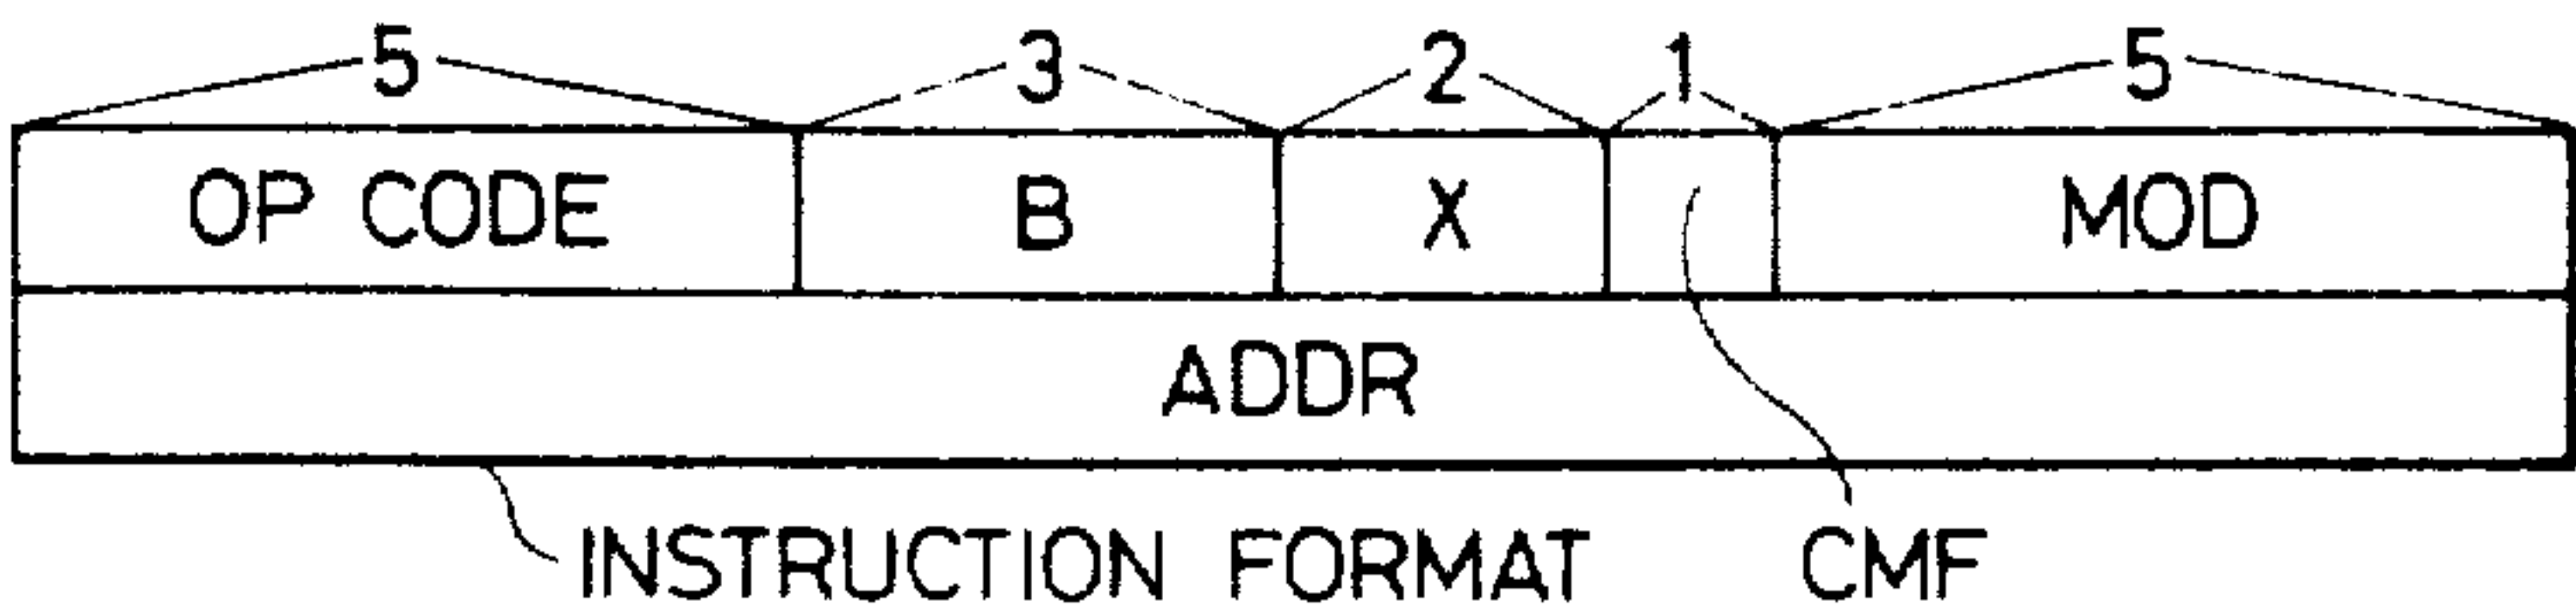 5 3 2 1 5
OP CODE B X MOD
ADDR
INSTRUCTION FORMAT CMF